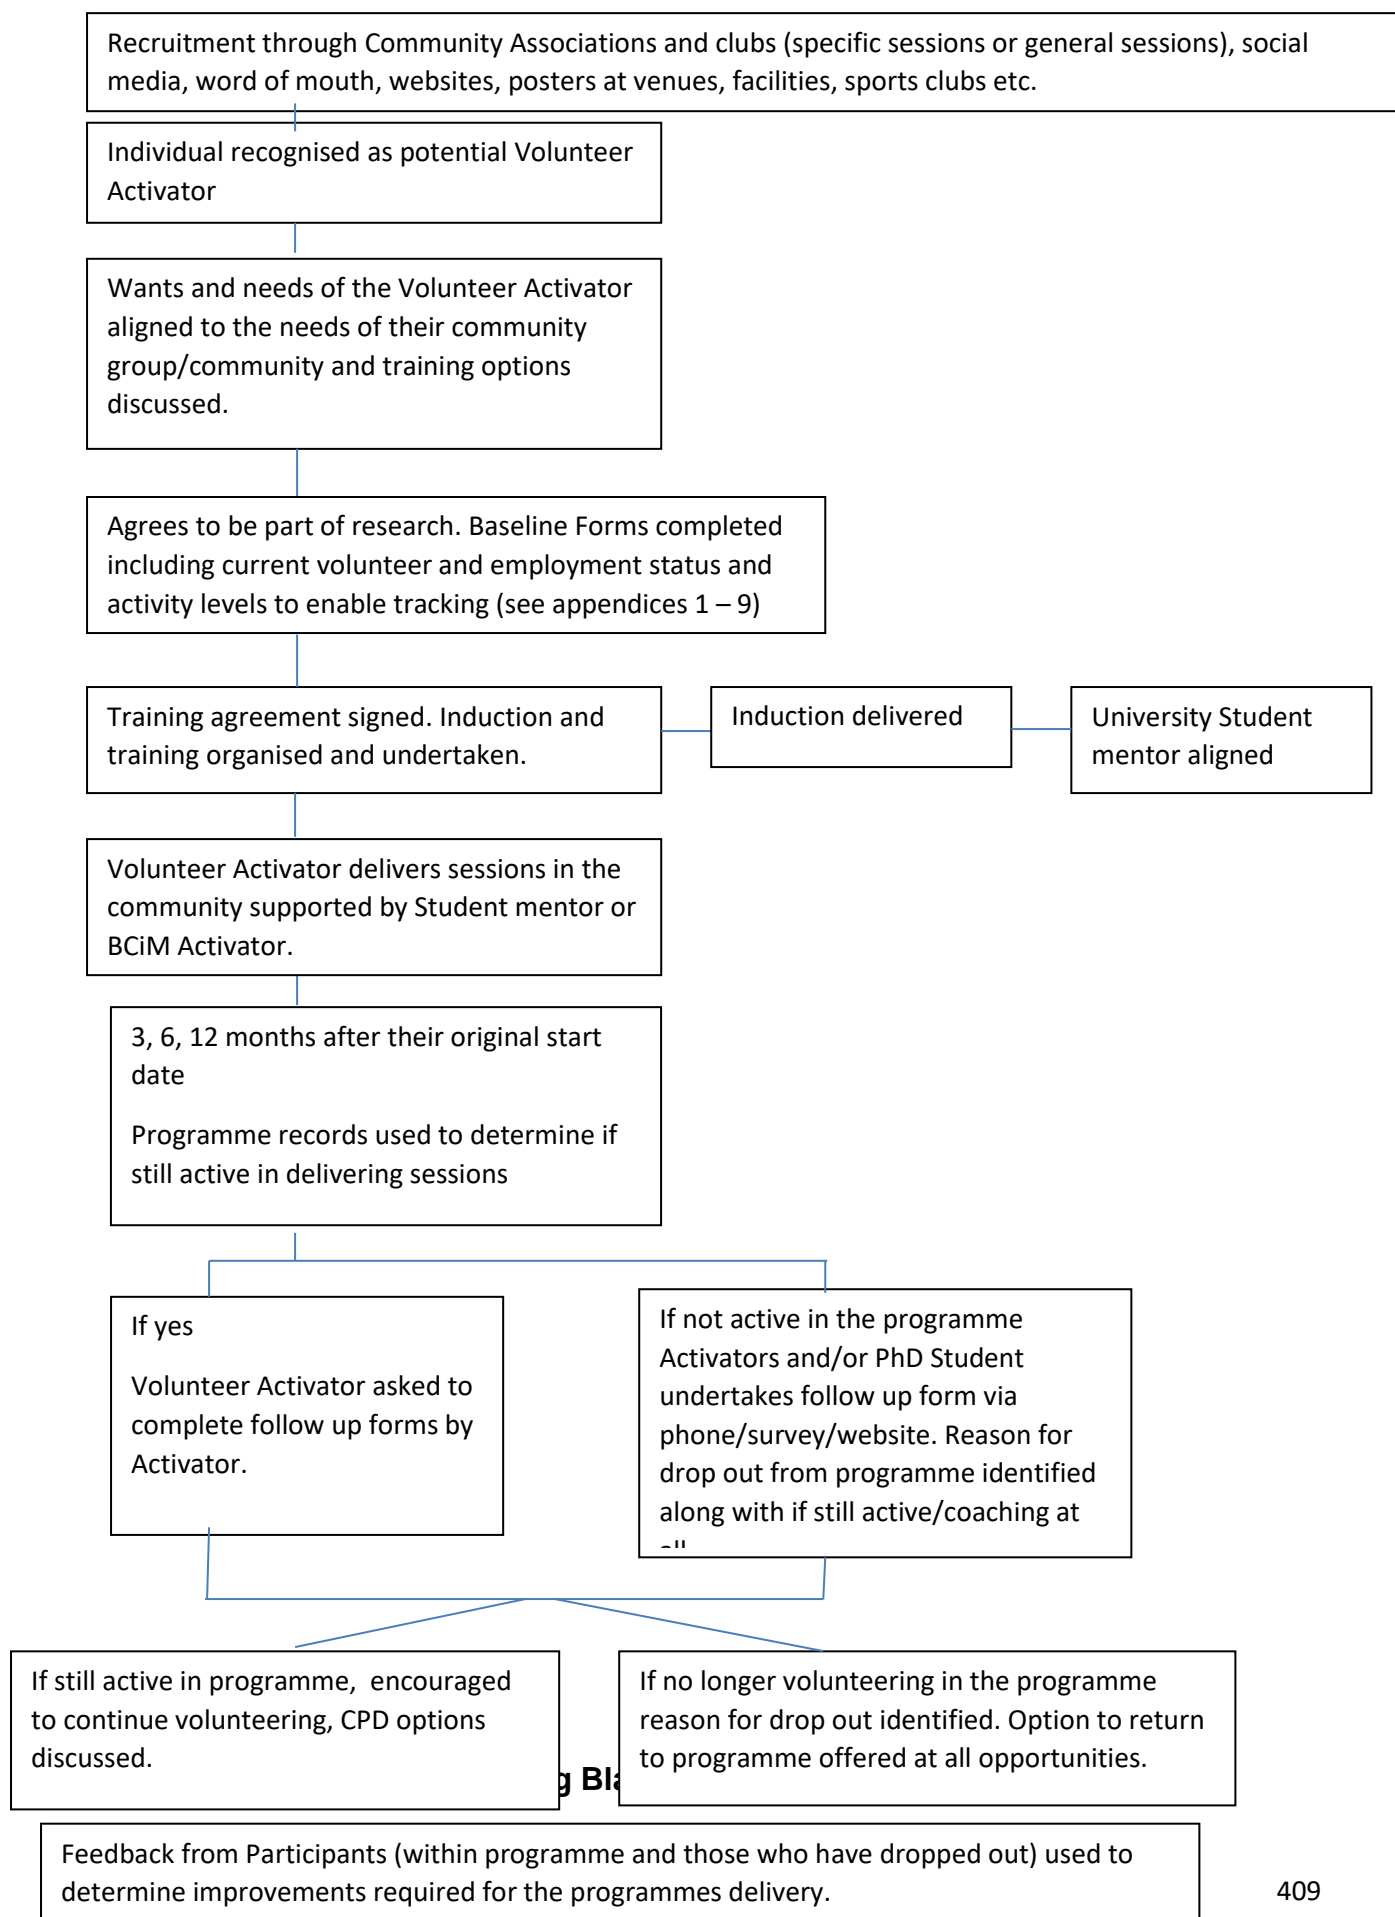 Recruitment through Community Associations and clubs (specific sessions or general sessions), social
media, word of mouth, websites, posters at venues, facilities, sports clubs etc.
Individual recognised as potential Volunteer
Activator
Wants and needs of the Volunteer Activator
aligned to the needs of their community
group/community and training options
discussed.
Agrees to be part of research. Baseline Forms completed
including current volunteer and employment status and
activity levels to enable tracking (see appendices 1 – 9)
Training agreement signed. Induction and
training organised and undertaken.
Induction delivered
University Student
mentor aligned
Volunteer Activator delivers sessions in the
community supported by Student mentor or
BCiM Activator.
3, 6, 12 months after their original start
date
Programme records used to determine if
still active in delivering sessions
If yes
Volunteer Activator asked to
complete follow up forms by
Activator.
If not active in the programme
Activators and/or PhD Student
undertakes follow up form via
phone/survey/website. Reason for
drop out from programme identified
along with if still active/coaching at
If still active in programme,  encouraged
to continue volunteering, CPD options
discussed.
If no longer volunteering in the programme
reason for drop out identified. Option to return
to programme offered at all opportunities.
Feedback from Participants (within programme and those who have dropped out) used to
determine improvements required for the programmes delivery.
409